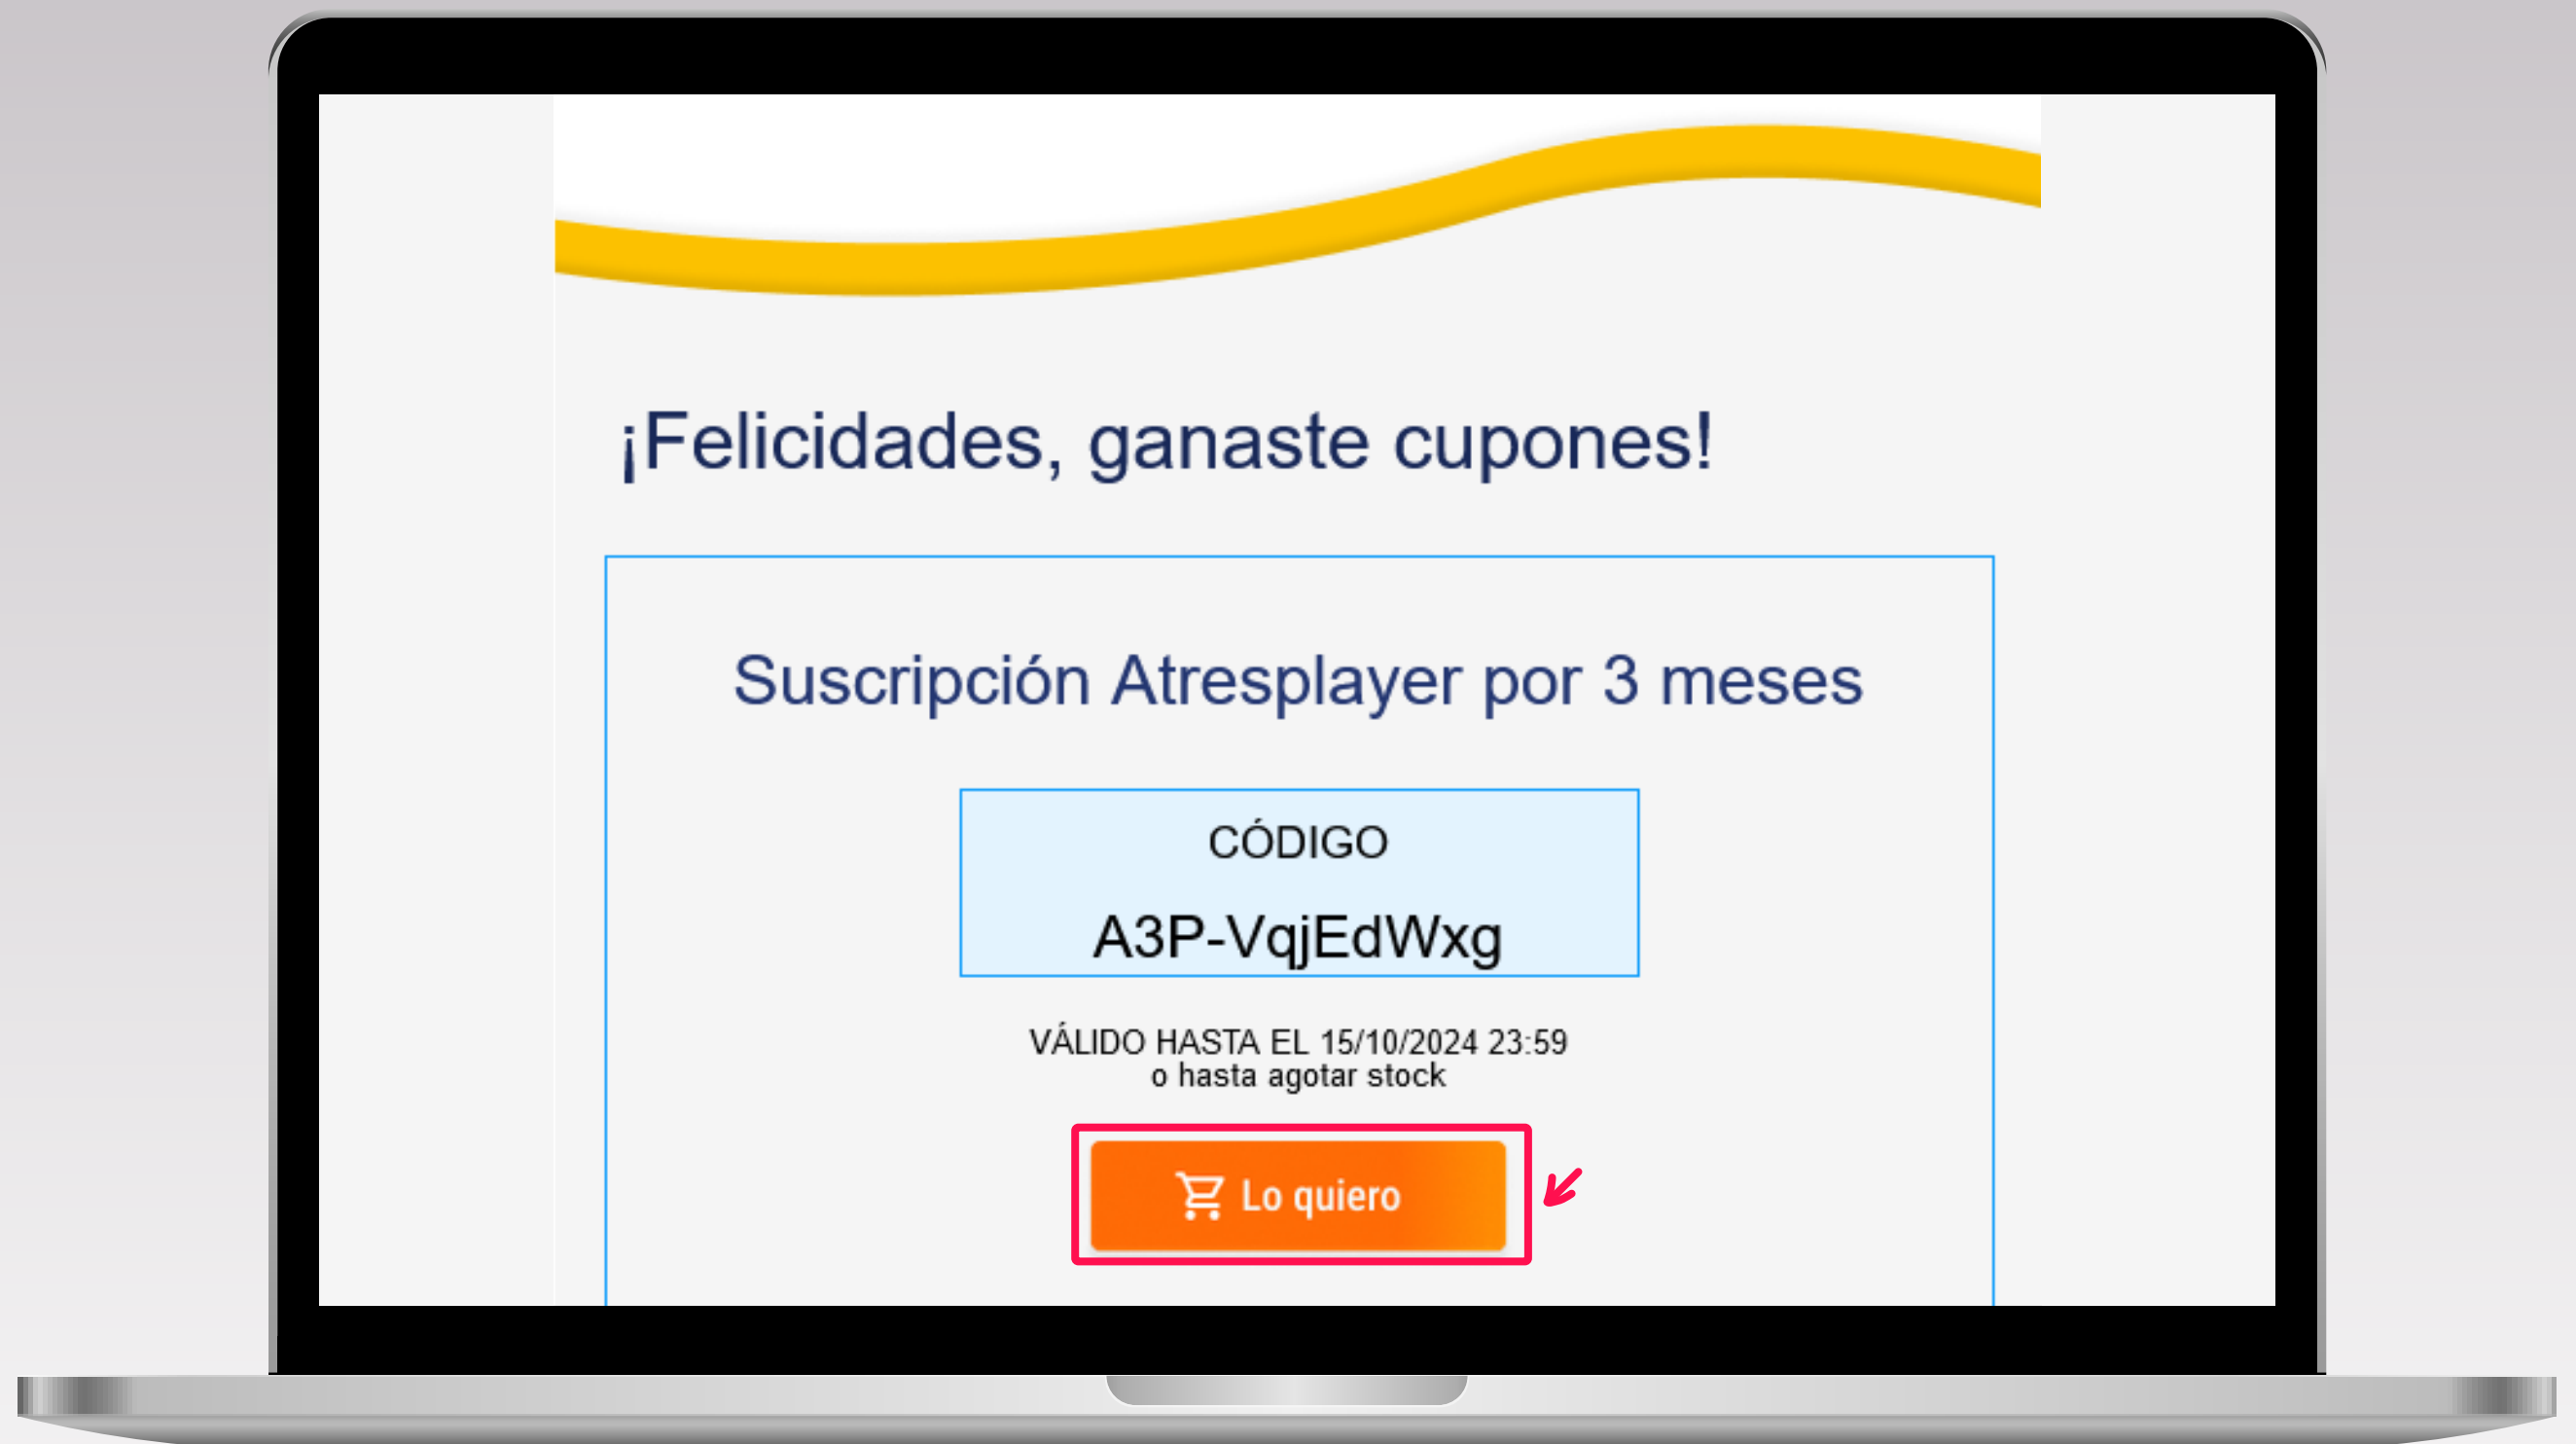 ¡Felicidades, ganaste cupones!
Suscripción Atresplayer por 3 meses
CÓDIGO
A3P-VqjEdWxg
VÁLIDO HASTA EL 15/10/2024 23:59
o hasta agotar stock
Lo quiero